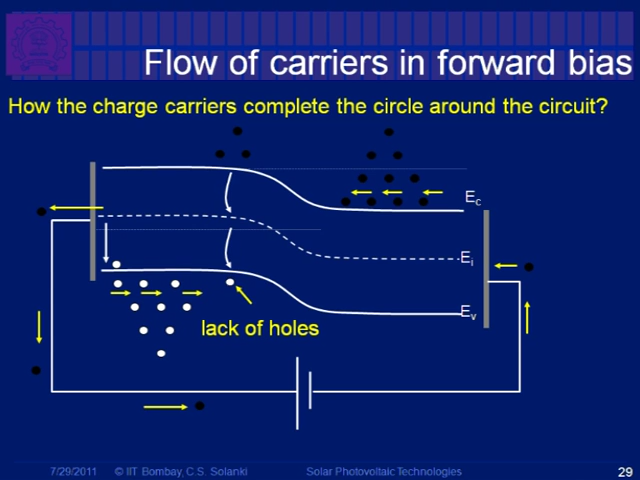 Flow of carriers in forward bias
How the charge carriers complete the circle around the circuit?
Ec
Ei
Ev
lack of holes
7/29/2011 © IIT Bombay, C.S. Solanki Solar Photovoltaic Technologies 29